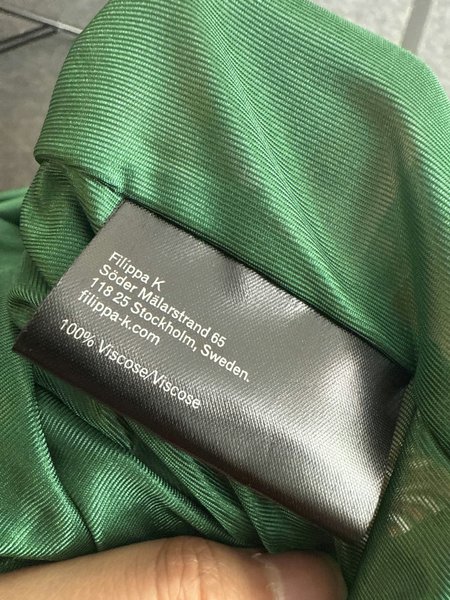 Filippa K
Söder Mälarstrand 65
118 25 Stockholm, Sweden.
filippa-k.com
100% Viscose/Viscose